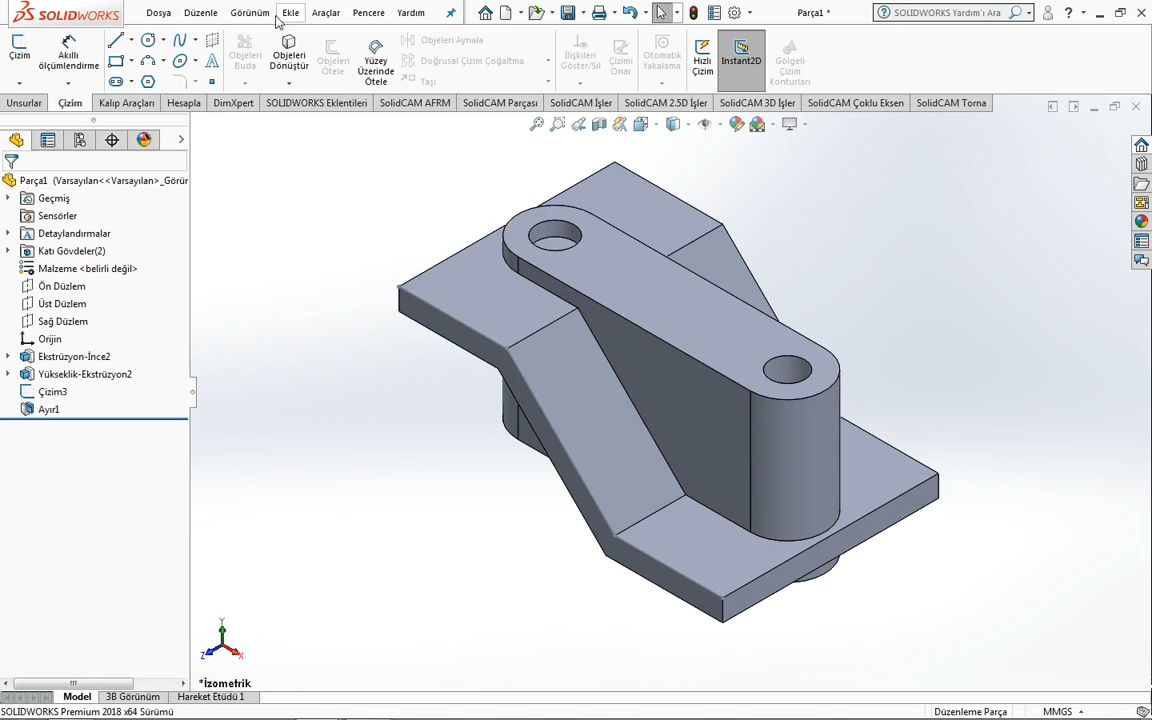 SOLIDWORKS
Dosya Düzenle Görünüm Ekle Araçlar Pencere Yardım
Parça1 *
SOLIDWORKS Yardım'ı Ara
Çizim
Akıllı ölçümlendirme
Objeleri Buda
Objeleri Dönüştür
Objeleri Ötele
Yüzey Üzerinde Ötele
Objeleri Aynala
Doğrusal Çizim Çoğaltma
Taşı
İlişkileri Göster/Sil
Çizimi Onar
Otomatik Yakalama
Hızlı Çizim
Instant2D
Gölgeli Çizim Konturları
Unsurlar Çizim Kalıp Araçları Hesapla DimXpert SOLIDWORKS Eklentileri SolidCAM AFRM SolidCAM Parçası SolidCAM İşler SolidCAM 2.5D İşler SolidCAM 3D İşler SolidCAM Çoklu Eksen SolidCAM Torna
Parça1 (Varsayılan<<Varsayılan>_Görür
Geçmiş
Sensörler
Detaylandırmalar
Katı Gövdeler(2)
Malzeme <belirli değil>
Ön Düzlem
Üst Düzlem
Sağ Düzlem
Orijin
Ekstrüzyon-İnce2
Yükseklik-Ekstrüzyon2
Çizim3
Ayır1
Y
Z X
*İzometrik
Model 3B Görünüm Hareket Etüdü 1
SOLIDWORKS Premium 2018 x64 Sürümü
Düzenleme Parça
MMGS